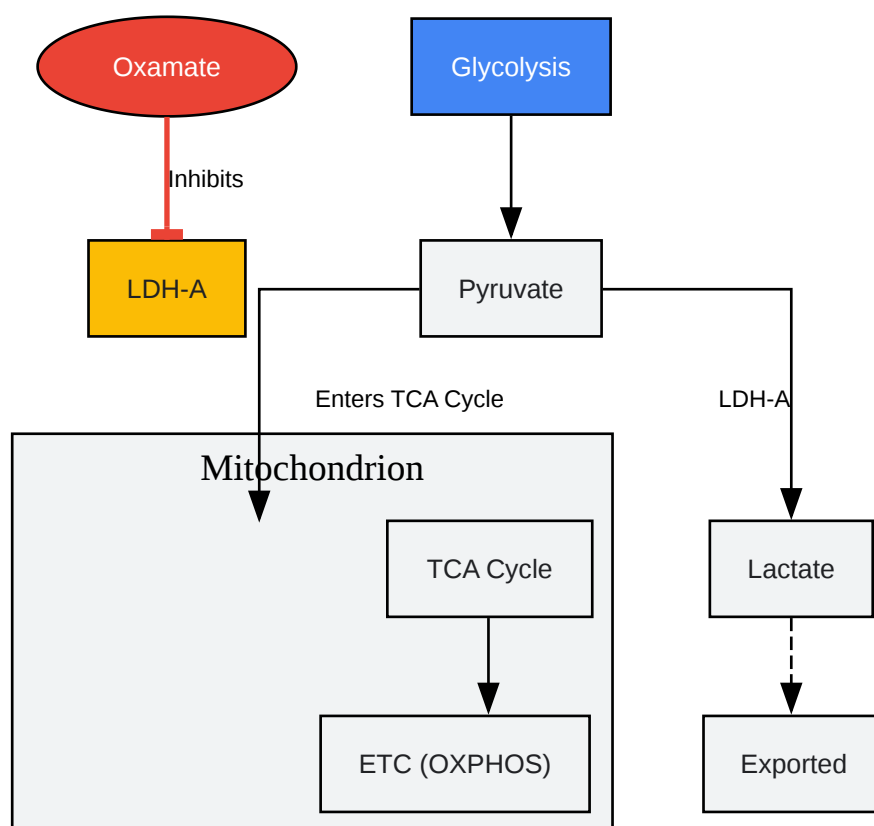 Oxamate
Glycolysis
Inhibits
LDH-A
Pyruvate
Enters TCA Cycle
LDH-A
Mitochondrion
TCA Cycle
Lactate
ETC (OXPHOS)
Exported